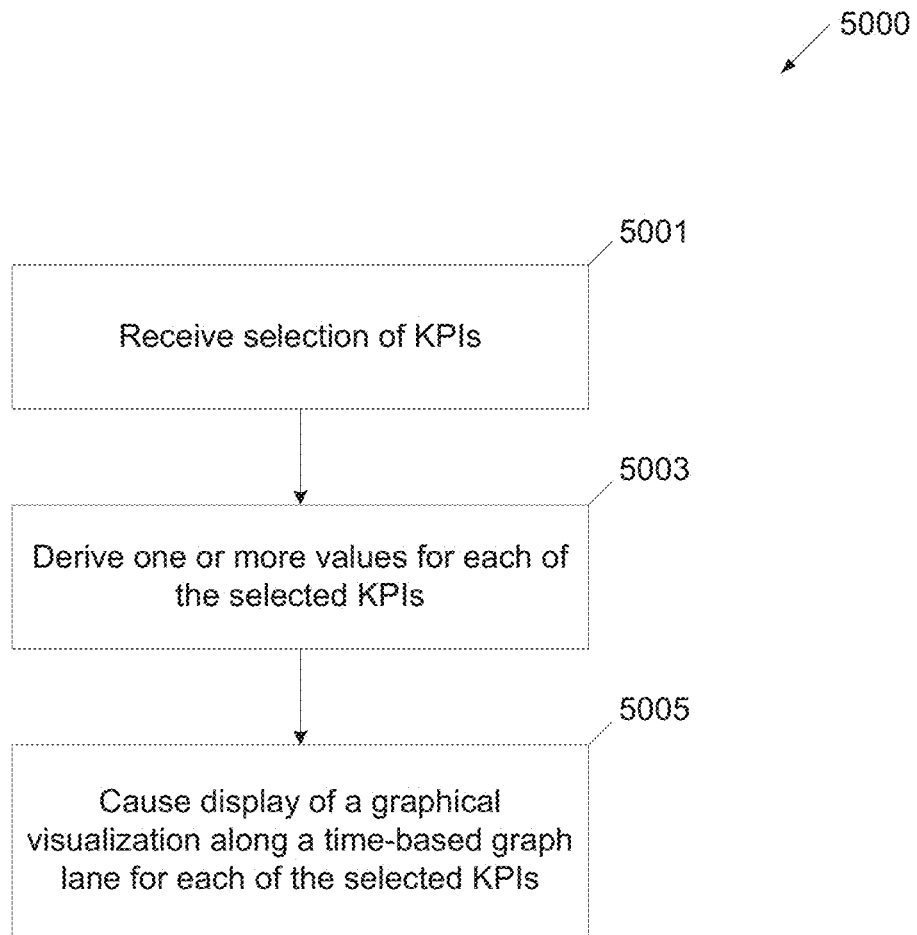 5000
5001
Receive selection of KPIs
5003
Derive one or more values for each of
the selected KPIs
5005
Cause display of a graphical
visualization along a time-based graph
lane for each of the selected KPIs